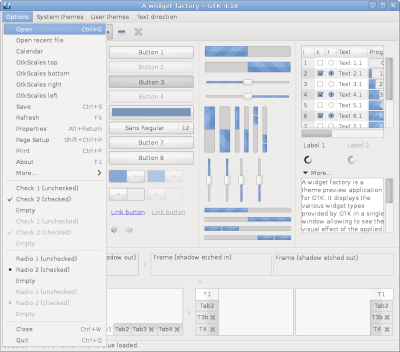 A widget factory - GTK 4.18
Options System themes User themes Text direction
Open Ctrl+O
Open recent file
Calendar
GtkScales top
GtkScales bottom
GtkScales right
GtkScales left
Save Ctrl+S
Refresh F5
Properties Alt+Return
Page Setup Shift+Ctrl+P
Print Ctrl+P
About F1
More...
Check 1 (unchecked)
Check 2 (checked)
Empty
Check 1 (unchecked)
Check 2 (checked)
Empty
Radio 1 (unchecked)
Radio 2 (checked)
Empty
Radio 1 (unchecked)
Radio 2 (checked)
Empty
Close Ctrl+W
Quit Ctrl+Q
Button 1
Button 2
Button 3
Button 4
Sans Regular 12
Button 7
Button 8
Link button Link button
i c r Text Prog
1 Text 1.1
2 Text 2.1
3 Text 3.1
4 Text 4.1
5 Text 5.1
6 Text 6.1
7 Text 7.1
Label 1 Label 2
More...
A widget factory is a
theme preview application
for GTK. It displays the
various widget types
provided by GTK in a single
window allowing to see the
visual effect of the applied
adow out) Frame (shadow etched in) Frame (shadow etched out)
Tab2 Tab3 Tab4
T1
T3b
T4
T1
Tab2
T3b
T4
lue loaded.